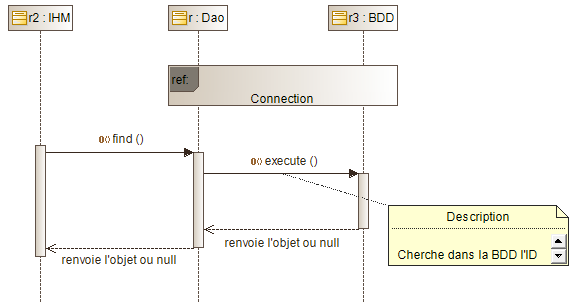 r2 : IHM
r : Dao
r3 : BDD
ref:
Connection
find ()
execute ()
Description
Cherche dans la BDD l'ID
renvoie l'objet ou null
renvoie l'objet ou null